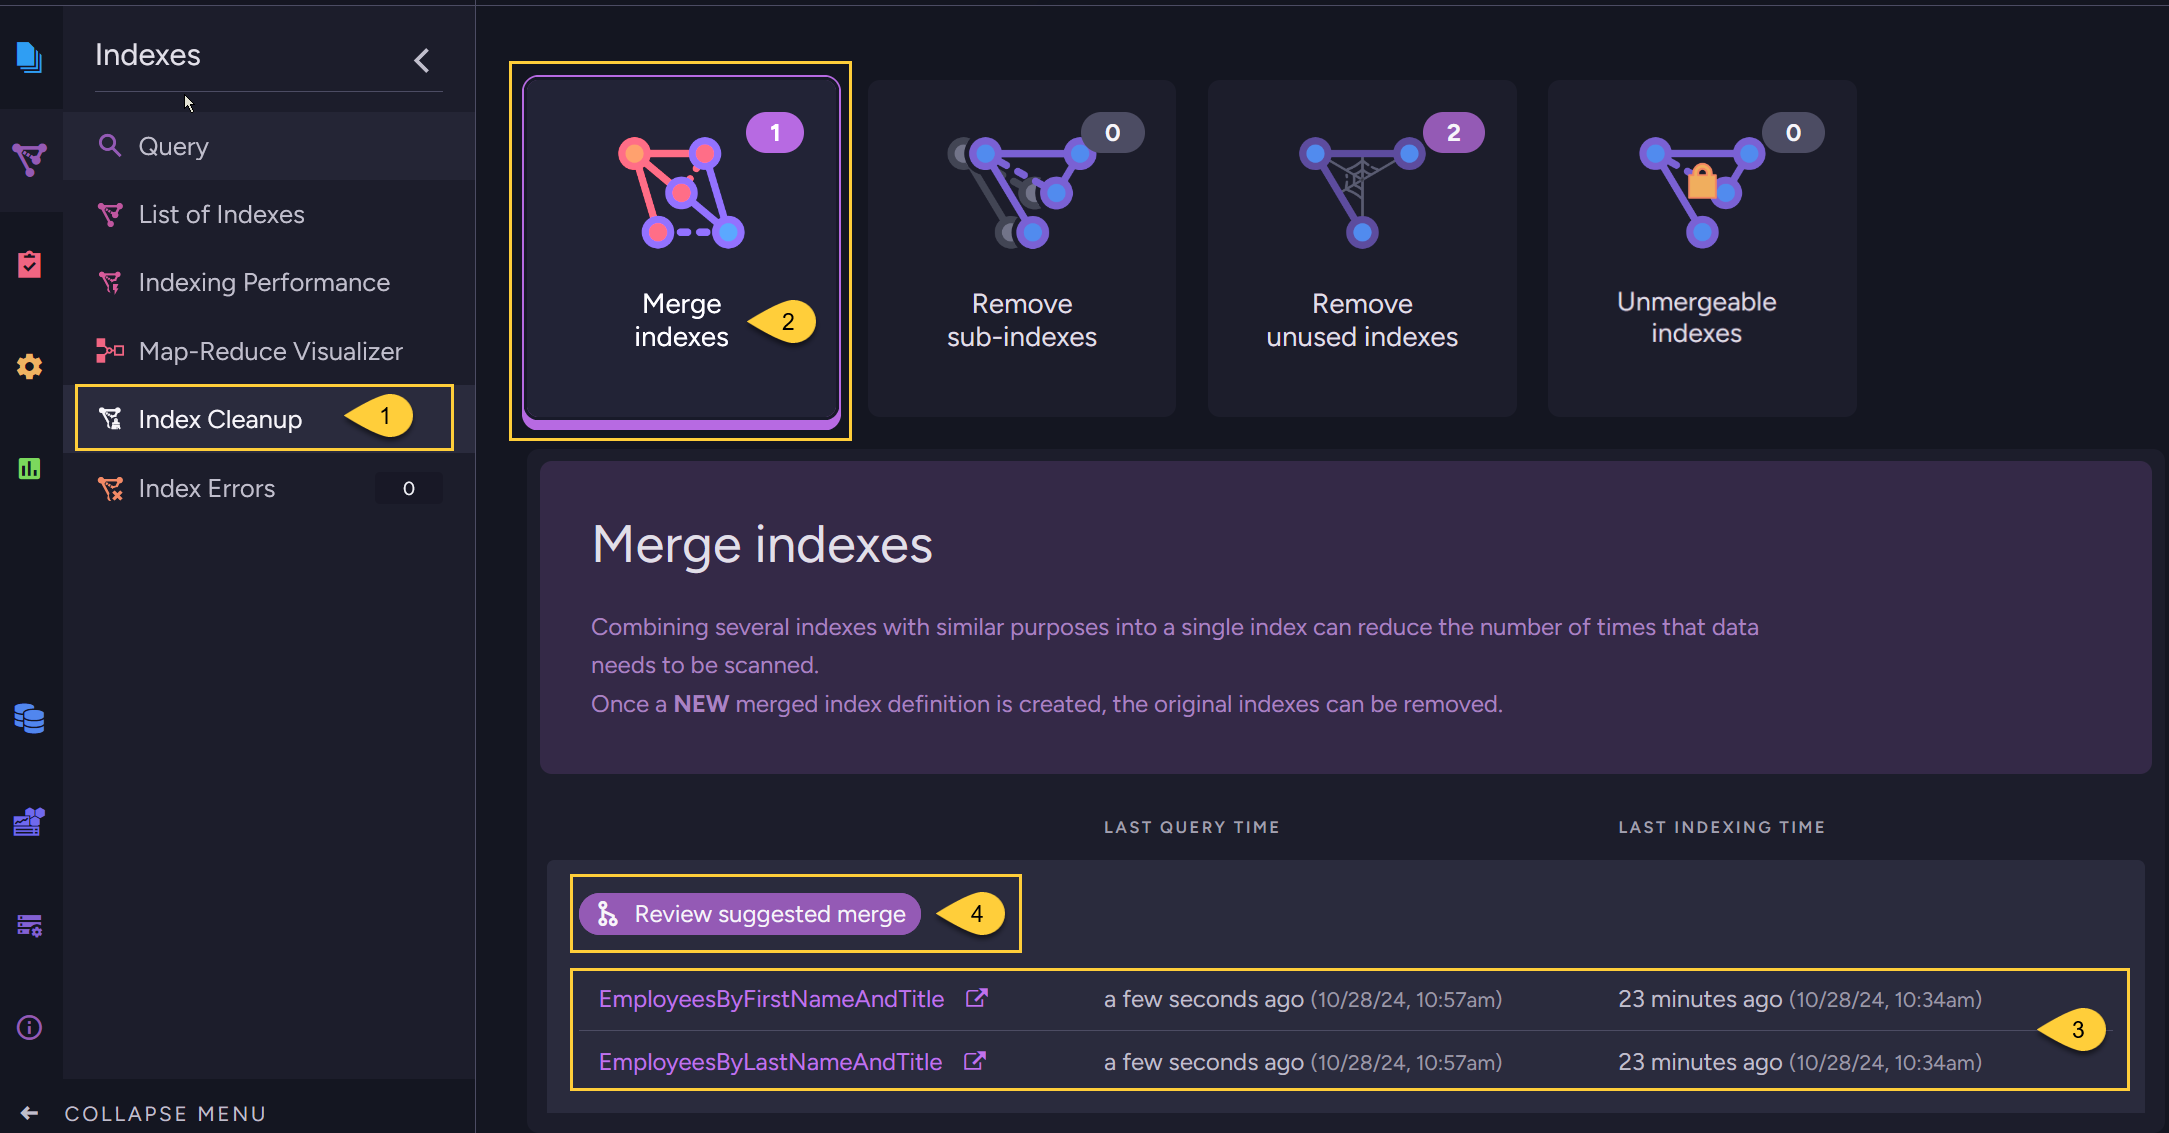 Indexes
Query
List of Indexes
Indexing Performance
Map-Reduce Visualizer
Index Cleanup
1
Index Errors
0
COLLAPSE MENU
1
Merge
indexes
2
0
Remove
sub-indexes
2
Remove
unused indexes
0
Unmergeable
indexes
Merge indexes
Combining several indexes with similar purposes into a single index can reduce the number of times that data
needs to be scanned.
Once a NEW merged index definition is created, the original indexes can be removed.
LAST QUERY TIME LAST INDEXING TIME
Review suggested merge 4
EmployeesByFirstNameAndTitle a few seconds ago (10/28/24, 10:57am) 23 minutes ago (10/28/24, 10:34am)
3
EmployeesByLastNameAndTitle a few seconds ago (10/28/24, 10:57am) 23 minutes ago (10/28/24, 10:34am)